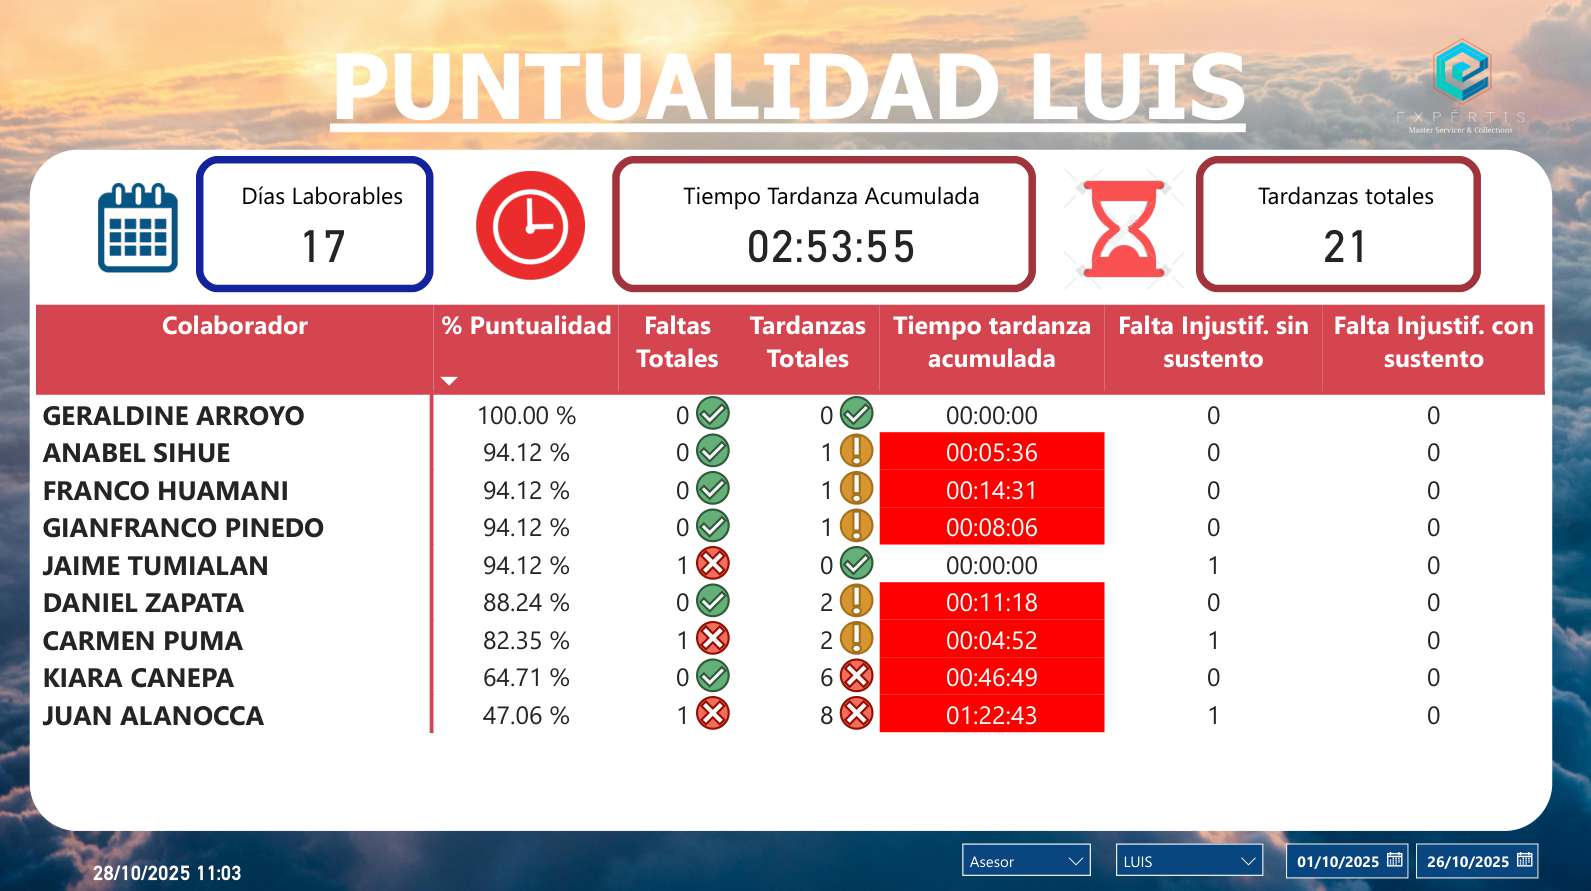 PUNTUALIDAD LUIS
EXPERTIS
Master Servicer & Collections
Días Laborables
17
Tiempo Tardanza Acumulada
02:53:55
Tardanzas totales
21
Colaborador % Puntualidad Faltas Totales Tardanzas Totales Tiempo tardanza acumulada Falta Injustif. sin sustento Falta Injustif. con sustento
GERALDINE ARROYO 100.00 % 0 0 00:00:00 0 0
ANABEL SIHUE 94.12 % 0 1 00:05:36 0 0
FRANCO HUAMANI 94.12 % 0 1 00:14:31 0 0
GIANFRANCO PINEDO 94.12 % 0 1 00:08:06 0 0
JAIME TUMIALAN 94.12 % 1 0 00:00:00 1 0
DANIEL ZAPATA 88.24 % 0 2 00:11:18 0 0
CARMEN PUMA 82.35 % 1 2 00:04:52 1 0
KIARA CANEPA 64.71 % 0 6 00:46:49 0 0
JUAN ALANOCCA 47.06 % 1 8 01:22:43 1 0
28/10/2025 11:03
Asesor
LUIS
01/10/2025
26/10/2025